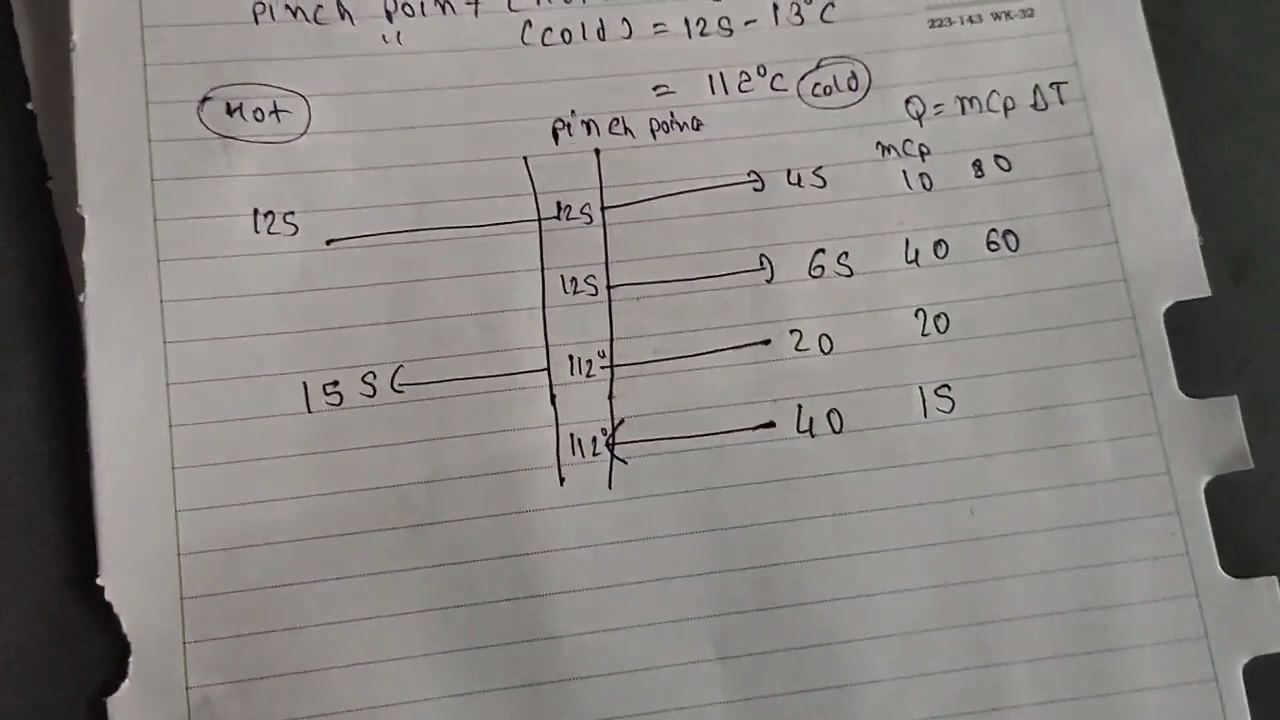 pinch point (
" (cold) = 125 - 13°C
223-143 WK-32
= 112°C cold
Hot
pinch point Q = mcp ΔT
mcp
125 125 45 10 80
125 65 40 60
155 112° 20 20
112° 40 15